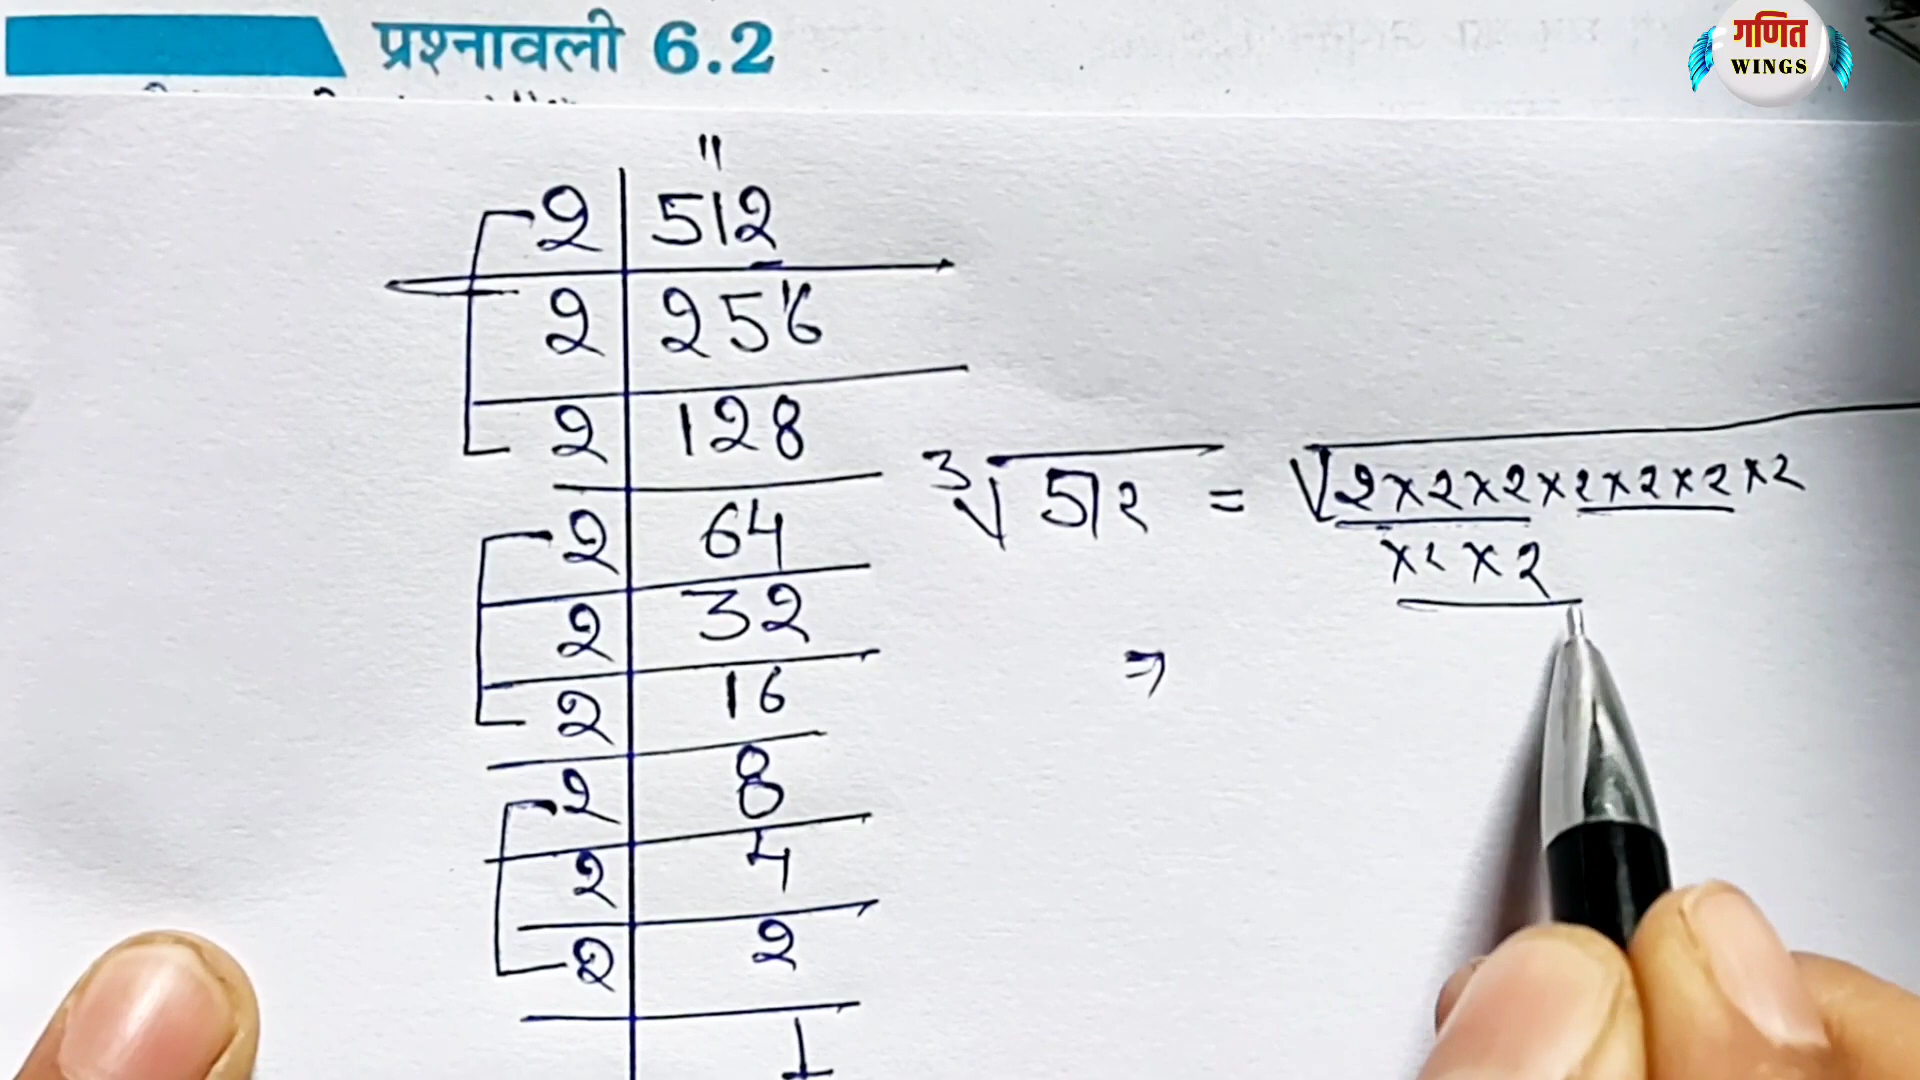 प्रश्नावली 6.2
गणित
WINGS
2 | 512
2 | 256
2 | 128
2 | 64
2 | 32
2 | 16
2 | 8
2 | 4
2 | 2
1
³√512 = √2×2×2×2×2×2×2
×2×2
⇒